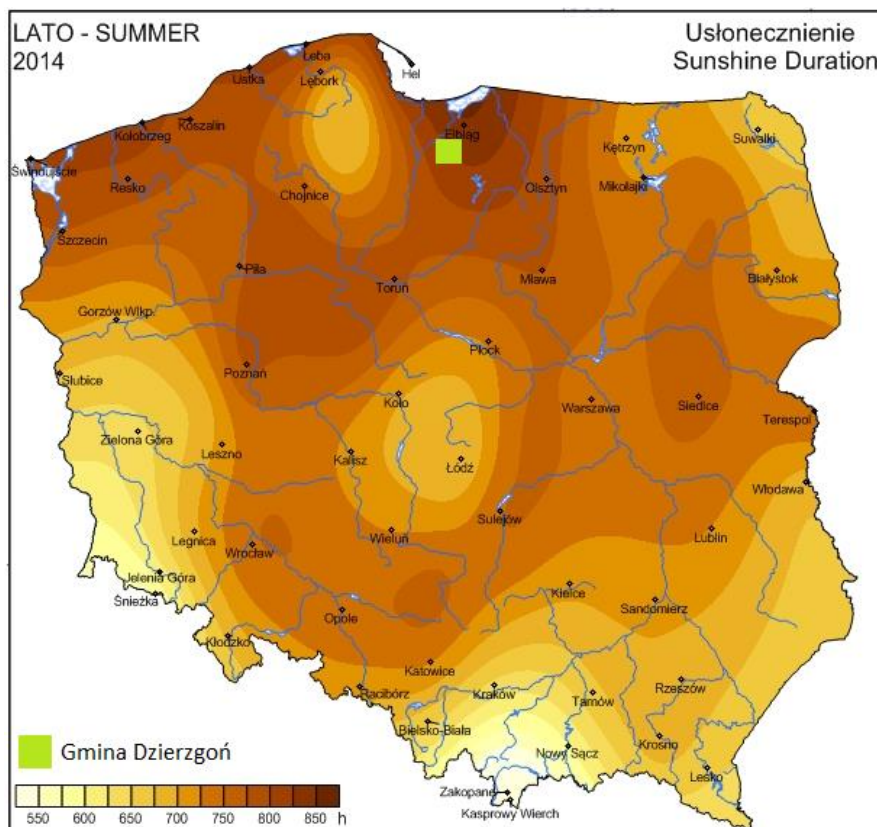 LATO - SUMMER
2014
Usłonecznienie
Sunshine Duration
Łeba
Ustka
Lębork
Hel
Kołobrzeg
Koszalin
Elbląg
Kętrzyn
Suwałki
Świnoujście
Resko
Chojnice
Olsztyn
Mikołajki
Szczecin
Piła
Toruń
Mława
Białystok
Gorzów Wlkp.
Płock
Słubice
Poznań
Koło
Warszawa
Siedlce
Terespol
Zielona Góra
Leszno
Kalisz
Łódź
Włodawa
Sulejów
Legnica
Wrocław
Wieluń
Lublin
Jelenia Góra
Śnieżka
Opole
Kielce
Sandomierz
Kłodzko
Katowice
Racibórz
Kraków
Tarnów
Rzeszów
Bielsko-Biała
Nowy Sącz
Krosno
Lesko
Zakopane
Kasprowy Wierch
Gmina Dzierzgoń
550 600 650 700 750 800 850 h